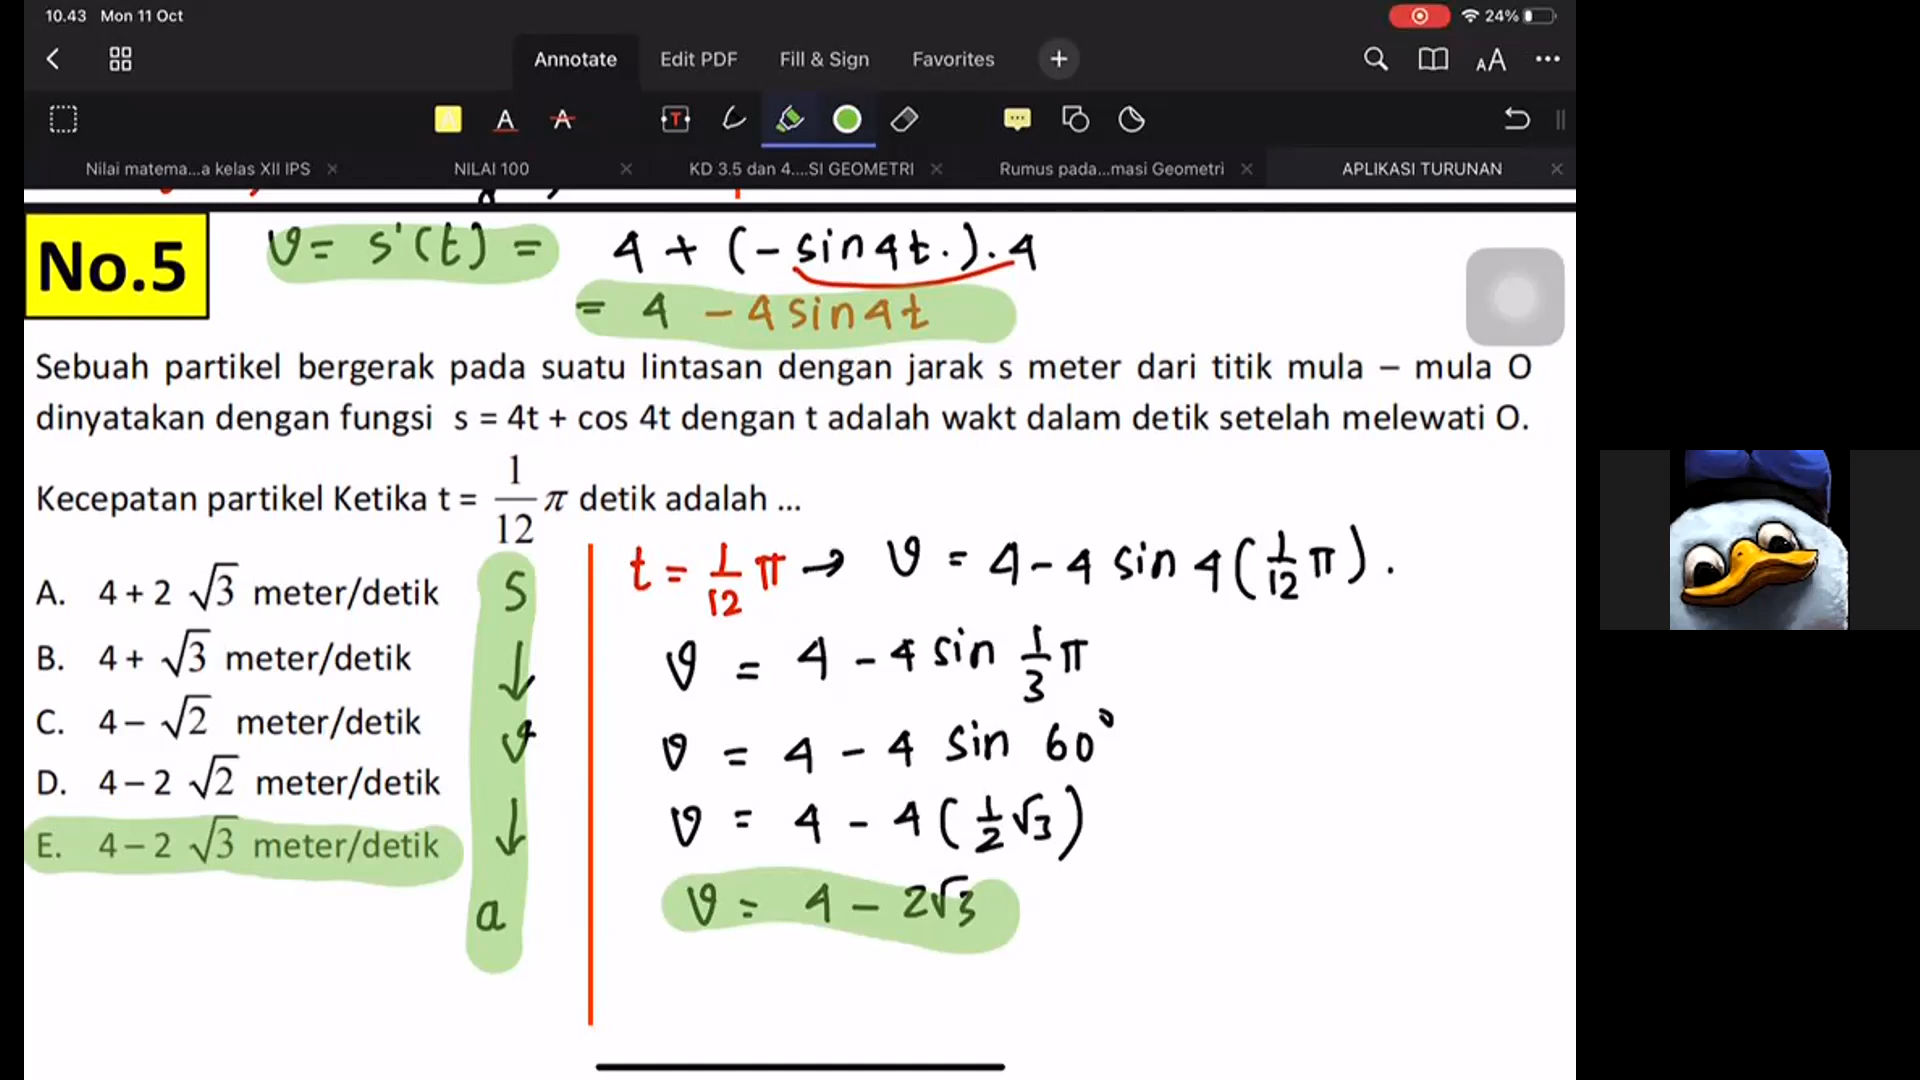 10.43 Mon 11 Oct 24%
Annotate Edit PDF Fill & Sign Favorites +
AA
A A A T
Nilai matema...a kelas XII IPS × NILAI 100 × KD 3.5 dan 4....SI GEOMETRI × Rumus pada...masi Geometri × APLIKASI TURUNAN ×
No.5
v = s'(t) = 4 + (- sin 4t.). 4
= 4 - 4 sin 4t
Sebuah partikel bergerak pada suatu lintasan dengan jarak s meter dari titik mula – mula O
dinyatakan dengan fungsi s = 4t + cos 4t dengan t adalah wakt dalam detik setelah melewati O.
Kecepatan partikel Ketika t = 1/12 π detik adalah ...
A. 4 + 2 √3 meter/detik
B. 4 + √3 meter/detik
C. 4 – √2 meter/detik
D. 4 – 2 √2 meter/detik
E. 4 – 2 √3 meter/detik
S
↓
v
↓
a
t = 1/12 π → v = 4 - 4 sin 4 (1/12 π).
v = 4 - 4 sin 1/3 π
v = 4 - 4 sin 60°
v = 4 - 4 (1/2 √3)
v = 4 - 2√3